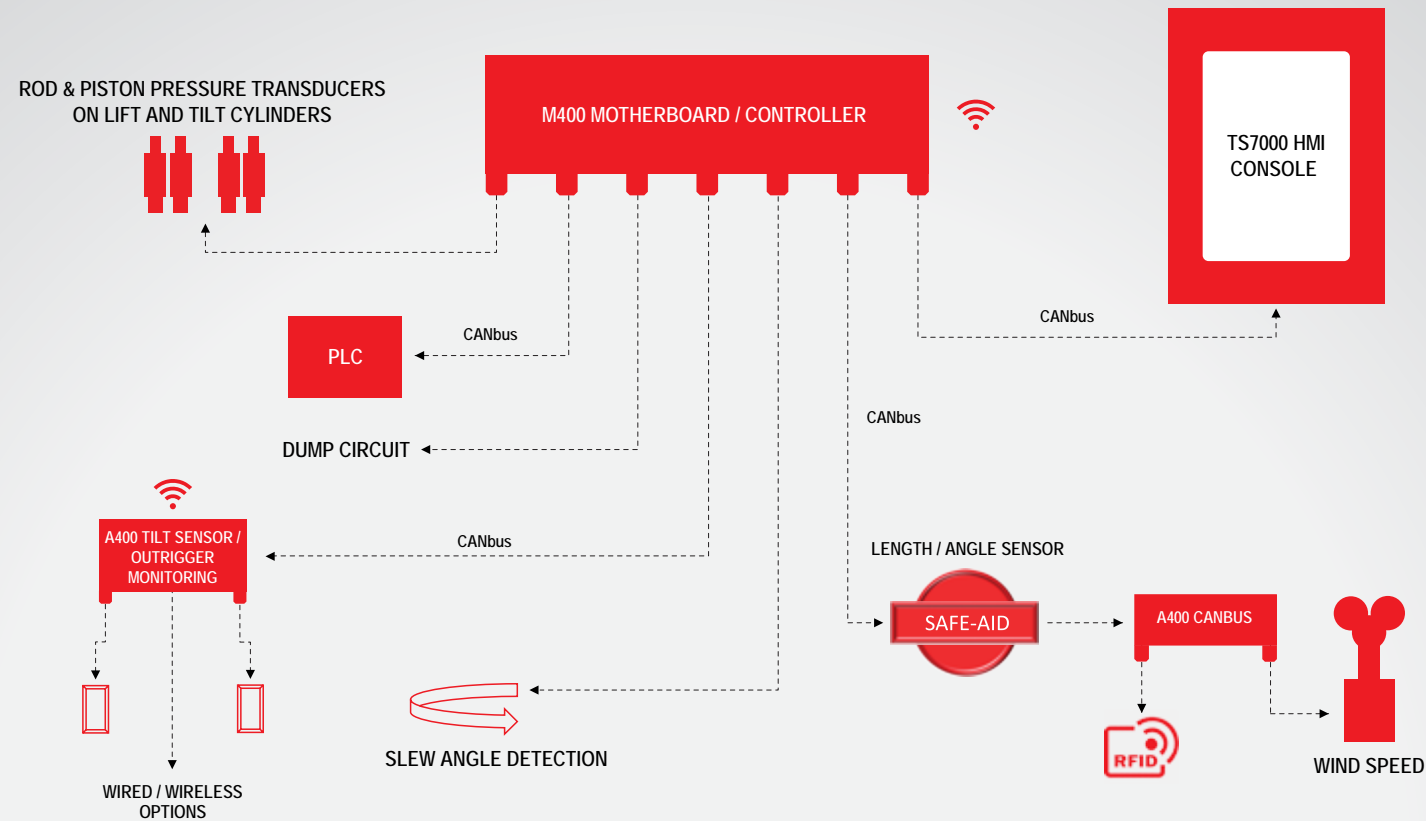 ROD & PISTON PRESSURE TRANSDUCERS
ON LIFT AND TILT CYLINDERS
M400 MOTHERBOARD / CONTROLLER
TS7000 HMI
CONSOLE
PLC
CANbus
CANbus
CANbus
DUMP CIRCUIT
A400 TILT SENSOR /
OUTRIGGER
MONITORING
CANbus
LENGTH / ANGLE SENSOR
SAFE-AID
A400 CANBUS
SLEW ANGLE DETECTION
RFID
WIND SPEED
WIRED / WIRELESS
OPTIONS